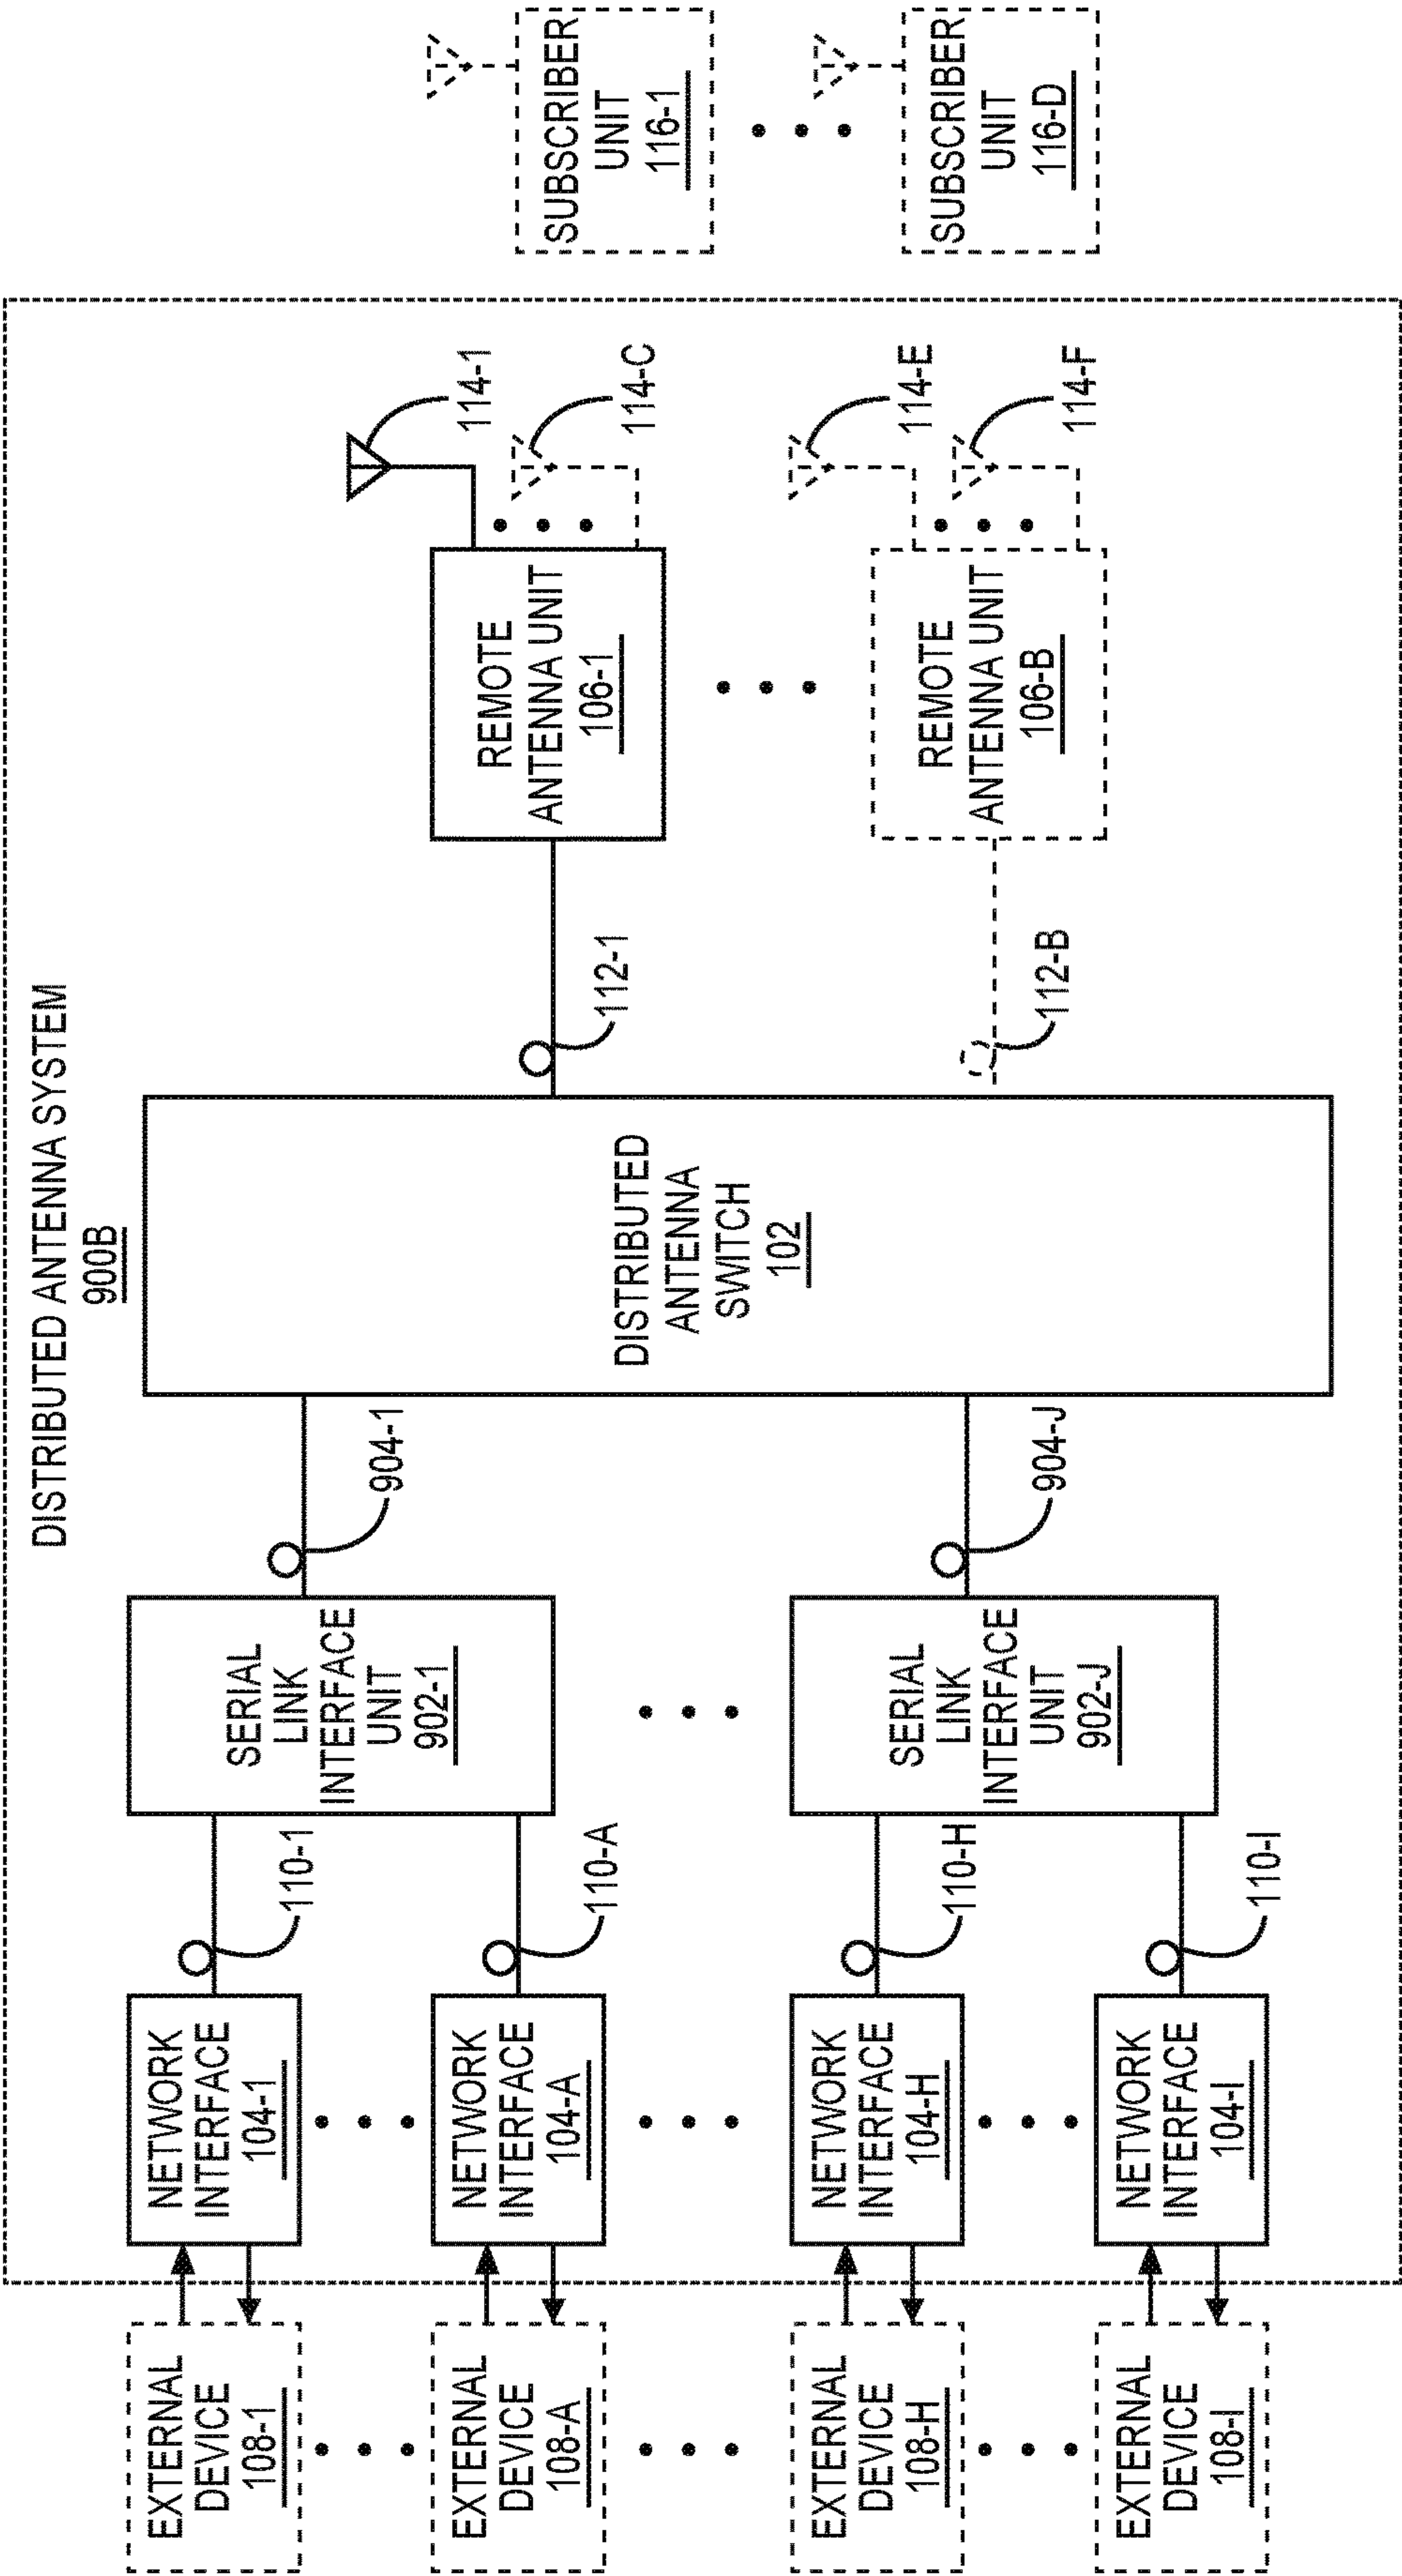 DISTRIBUTED ANTENNA SYSTEM
900B
EXTERNAL
DEVICE
108-1
NETWORK
INTERFACE
104-1
110-1
EXTERNAL
DEVICE
108-A
NETWORK
INTERFACE
104-A
110-A
SERIAL
LINK
INTERFACE
UNIT
902-1
904-1
EXTERNAL
DEVICE
108-H
NETWORK
INTERFACE
104-H
110-H
EXTERNAL
DEVICE
108-I
NETWORK
INTERFACE
104-I
110-I
SERIAL
LINK
INTERFACE
UNIT
902-J
904-J
DISTRIBUTED
ANTENNA
SWITCH
102
112-1
REMOTE
ANTENNA UNIT
106-1
114-1
114-C
112-B
REMOTE
ANTENNA UNIT
106-B
114-E
114-F
SUBSCRIBER
UNIT
116-1
SUBSCRIBER
UNIT
116-D